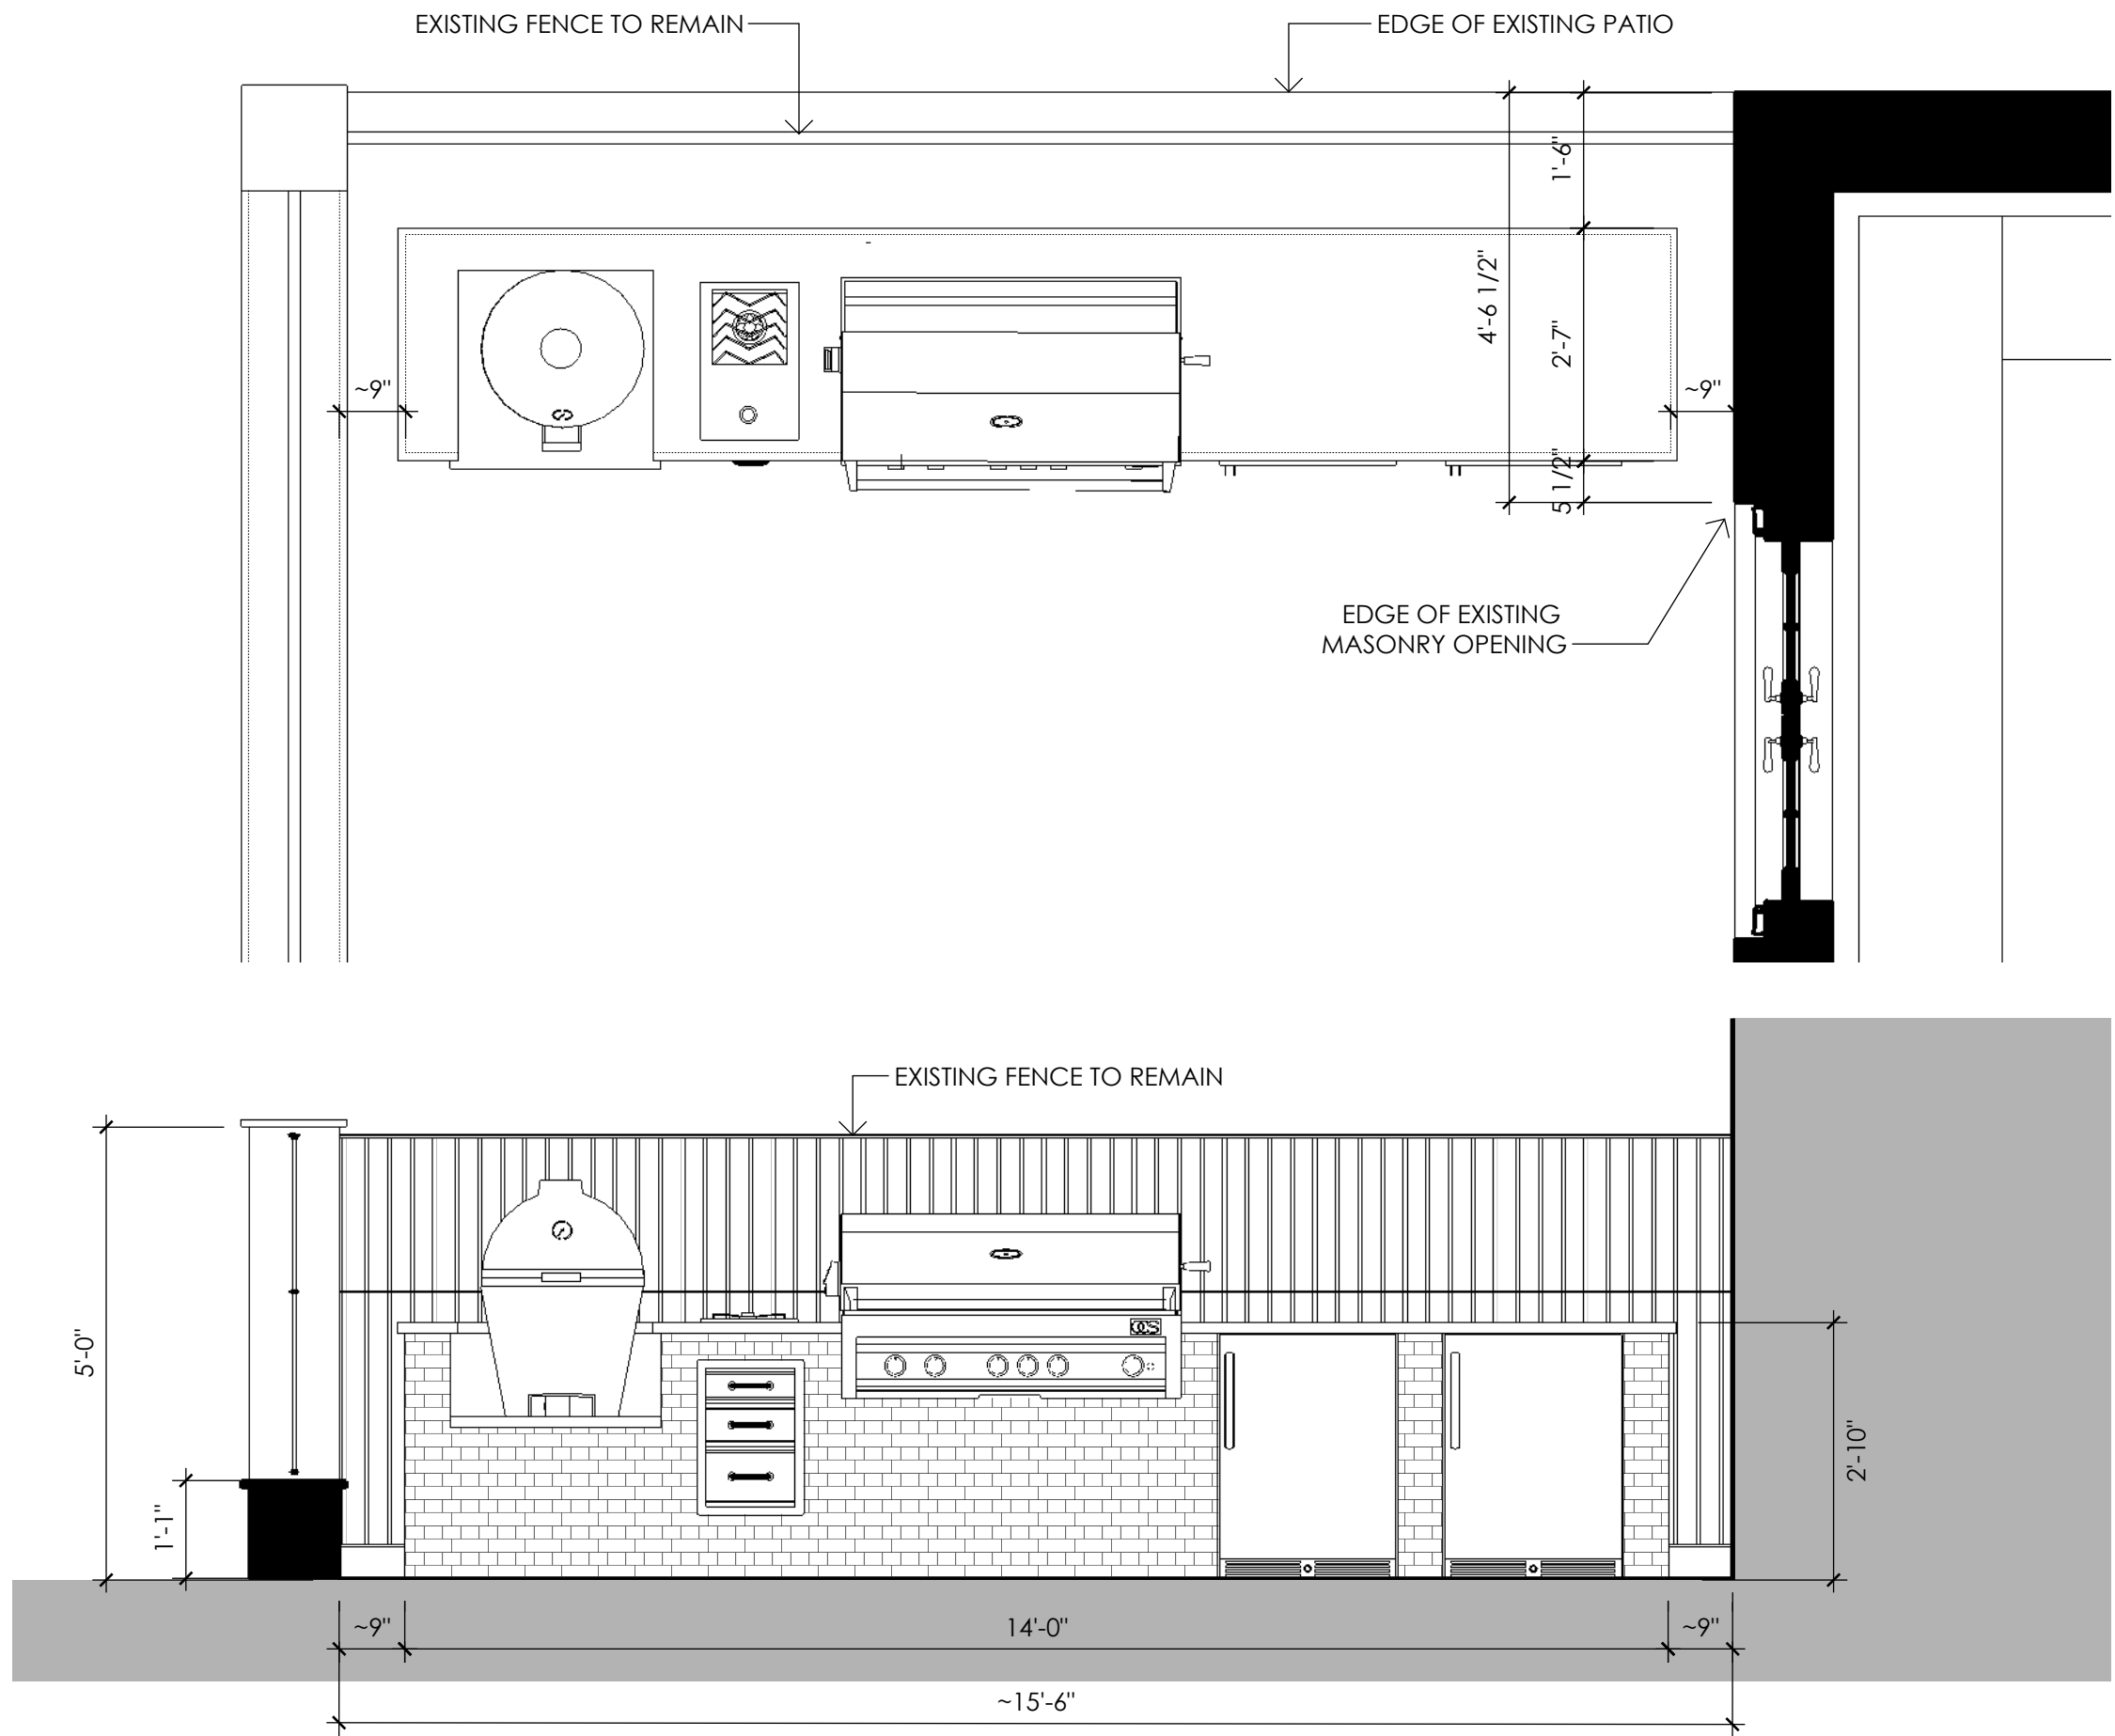 EXISTING FENCE TO REMAIN
EDGE OF EXISTING PATIO
1'-6"
4'-6 1/2"
2'-7"
~9"
~9"
5 1/2"
EDGE OF EXISTING
MASONRY OPENING
EXISTING FENCE TO REMAIN
5'-0"
1'-1"
2'-10"
~9"
14'-0"
~9"
~15'-6"